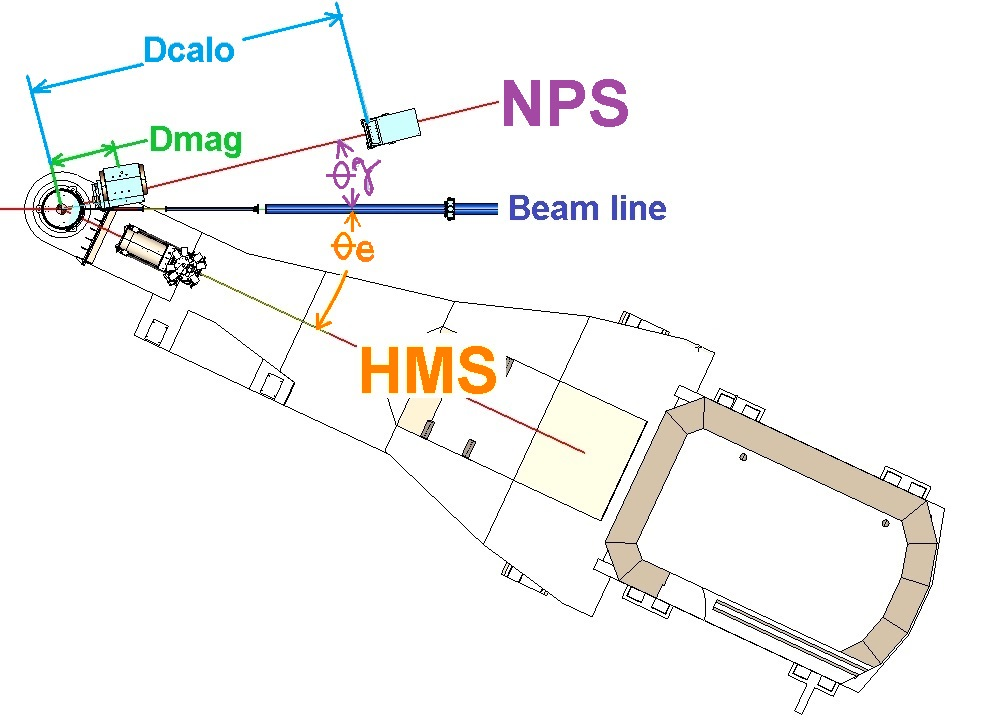 Dcalo
NPS
Dmag
θγ
Beam line
θe
HMS